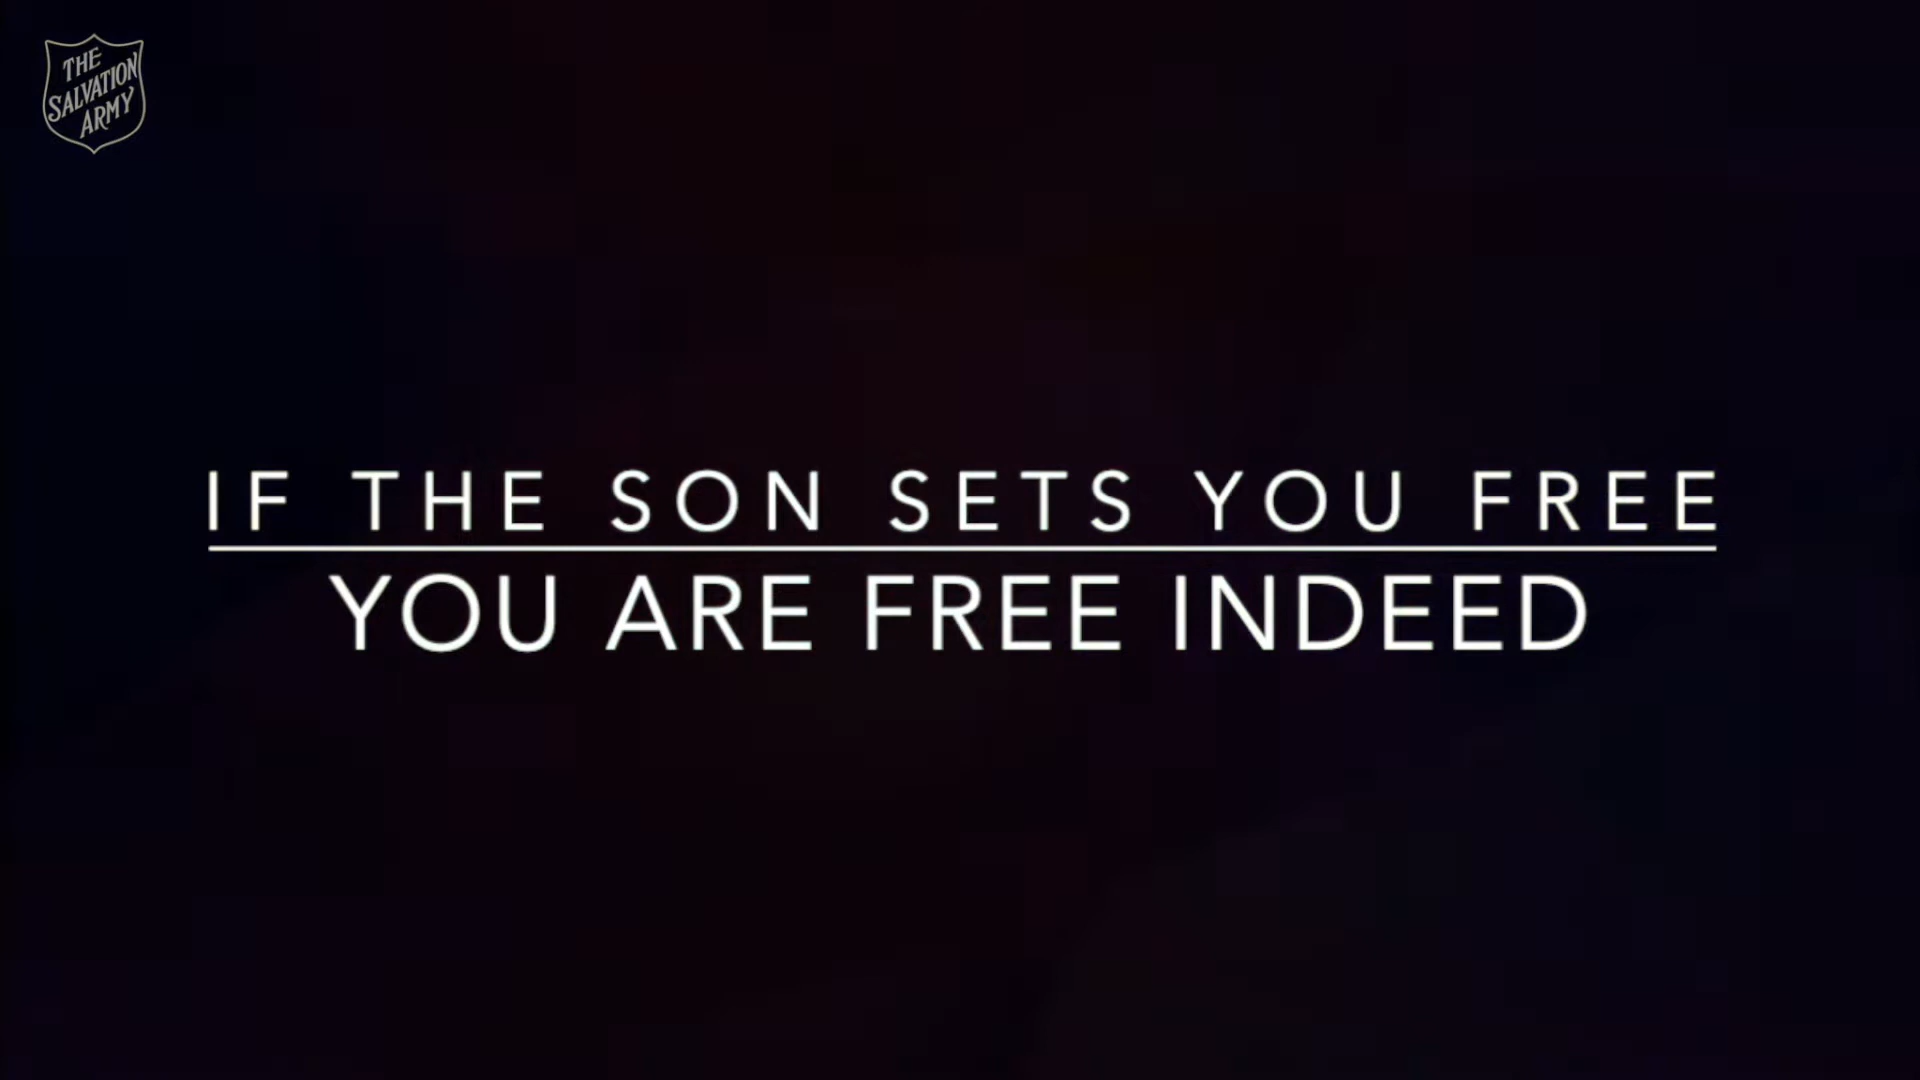 THE
SALVATION
ARMY
IF THE SON SETS YOU FREE
YOU ARE FREE INDEED